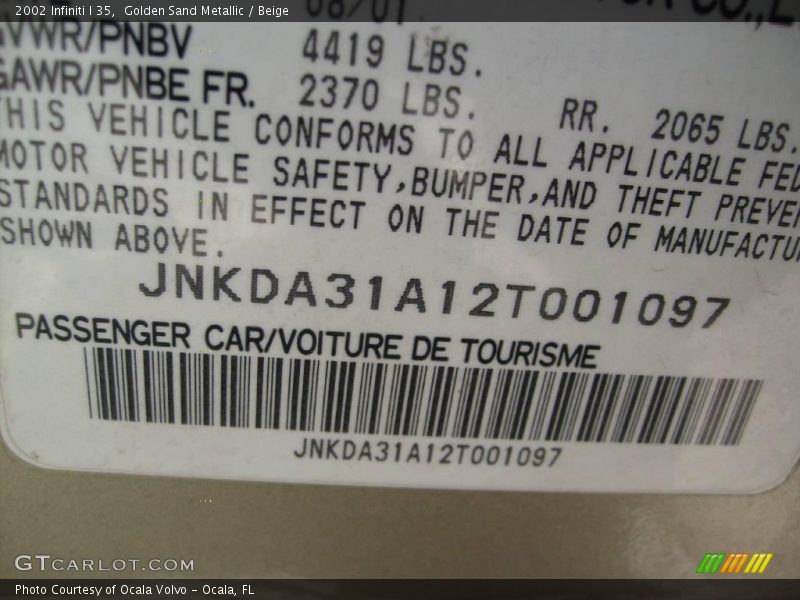 2002 Infiniti I 35, Golden Sand Metallic / Beige
08/01 CO.,L
GVWR/PNBV 4419 LBS.
GAWR/PNBE FR. 2370 LBS. RR. 2065 LBS.
THIS VEHICLE CONFORMS TO ALL APPLICABLE FED
MOTOR VEHICLE SAFETY,BUMPER,AND THEFT PREVEN
STANDARDS IN EFFECT ON THE DATE OF MANUFACTU
SHOWN ABOVE.
JNKDA31A12T001097
PASSENGER CAR/VOITURE DE TOURISME
JNKDA31A12T001097
GTCARLOT.COM
Photo Courtesy of Ocala Volvo - Ocala, FL